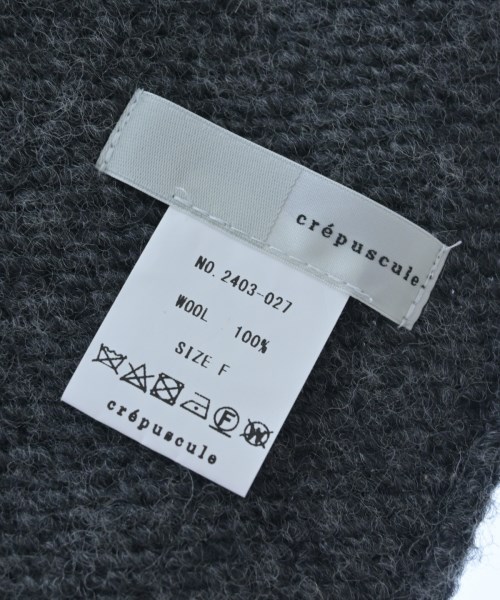 crépuscule.
NO. 2403-027
WOOL 100%
SIZE F
F W
crépuscule